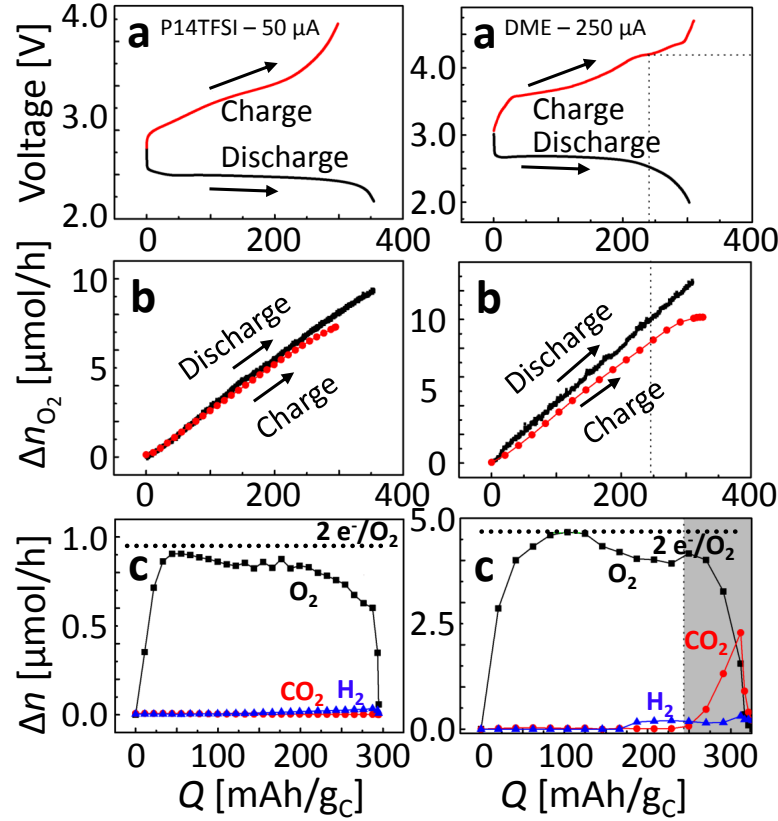 a P14TFSI – 50 µA
Voltage [V]
4.0
3.0
2.0
Charge
Discharge
0 200 400
a DME – 250 µA
4.0
3.0
2.0
Charge
Discharge
0 200 400
b
Δn O₂ [µmol/h]
10
5
0
Discharge
Charge
0 200 400
b
10
5
0
Discharge
Charge
0 200 400
c
Δn [µmol/h]
1.0
0.5
0.0
2 e⁻/O₂
O₂
CO₂
H₂
0 100 200 300
Q [mAh/g C]
c
5.0
2.5
0.0
2 e⁻/O₂
O₂
CO₂
H₂
0 100 200 300
Q [mAh/g C]